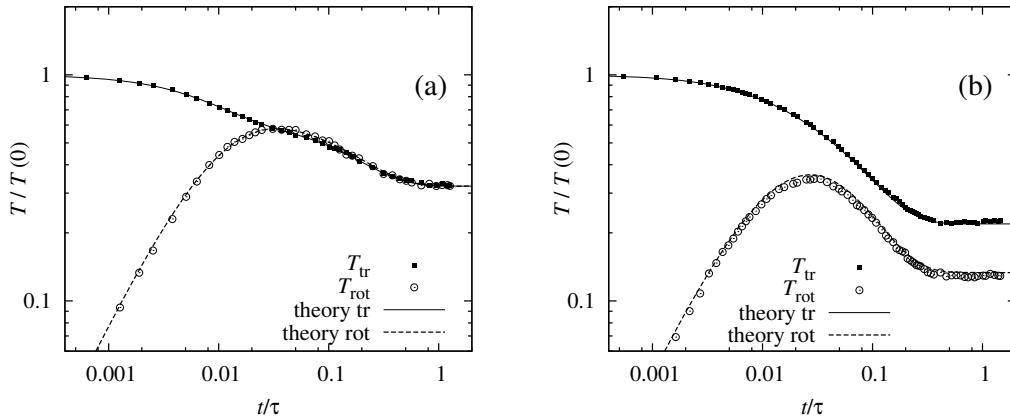 (a)
T / T (0)
1
0.1
T_tr
T_rot
theory tr
theory rot
0.001
0.01
0.1
1
t/τ
(b)
T / T (0)
1
0.1
T_tr
T_rot
theory tr
theory rot
0.001
0.01
0.1
1
t/τ